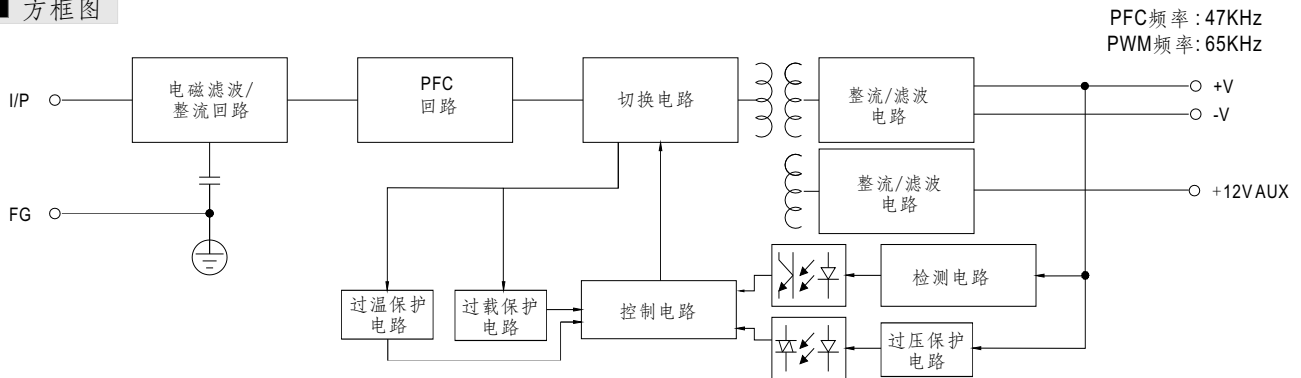 方框图
PFC频率 : 47KHz
PWM频率: 65KHz
I/P
电磁滤波/
整流回路
PFC
回路
切换电路
整流/滤波
电路
+V
-V
整流/滤波
电路
+12V AUX
FG
过温保护
电路
过载保护
电路
控制电路
检测电路
过压保护
电路